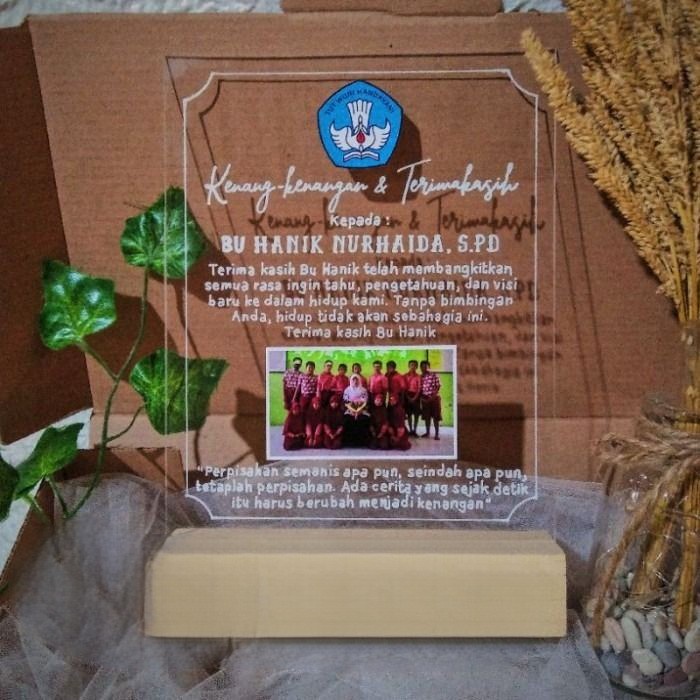 TUT WURI HANDAYANI
Kenang-kenangan & Terimakasih
Kepada :
BU HANIK NURHAIDA, S.PD
Terima kasih Bu Hanik telah membangkitkan
semua rasa ingin tahu, pengetahuan, dan visi
baru ke dalam hidup kami. Tanpa bimbingan
Anda, hidup tidak akan sebahagia ini.
Terima kasih Bu Hanik
"Perpisakan semanis apa pun, seindah apa pun,
tetaplah perpisahan. Ada cerita yang sejak detik
itu harus berubah menjadi kenangan"